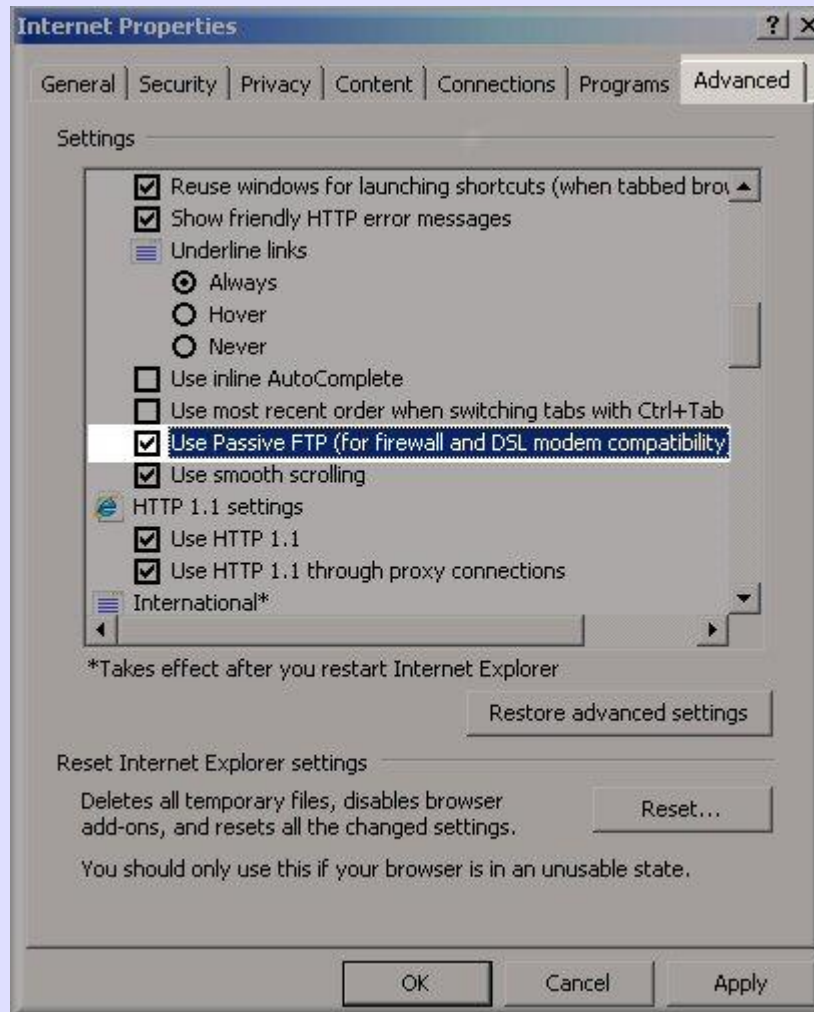 Internet Properties
General Security Privacy Content Connections Programs Advanced
Settings
Reuse windows for launching shortcuts (when tabbed brov
Show friendly HTTP error messages
Underline links
Always
Hover
Never
Use inline AutoComplete
Use most recent order when switching tabs with Ctrl+Tab
Use Passive FTP (for firewall and DSL modem compatibility
Use smooth scrolling
HTTP 1.1 settings
Use HTTP 1.1
Use HTTP 1.1 through proxy connections
International*
*Takes effect after you restart Internet Explorer
Restore advanced settings
Reset Internet Explorer settings
Deletes all temporary files, disables browser
add-ons, and resets all the changed settings.
Reset...
You should only use this if your browser is in an unusable state.
OK Cancel Apply